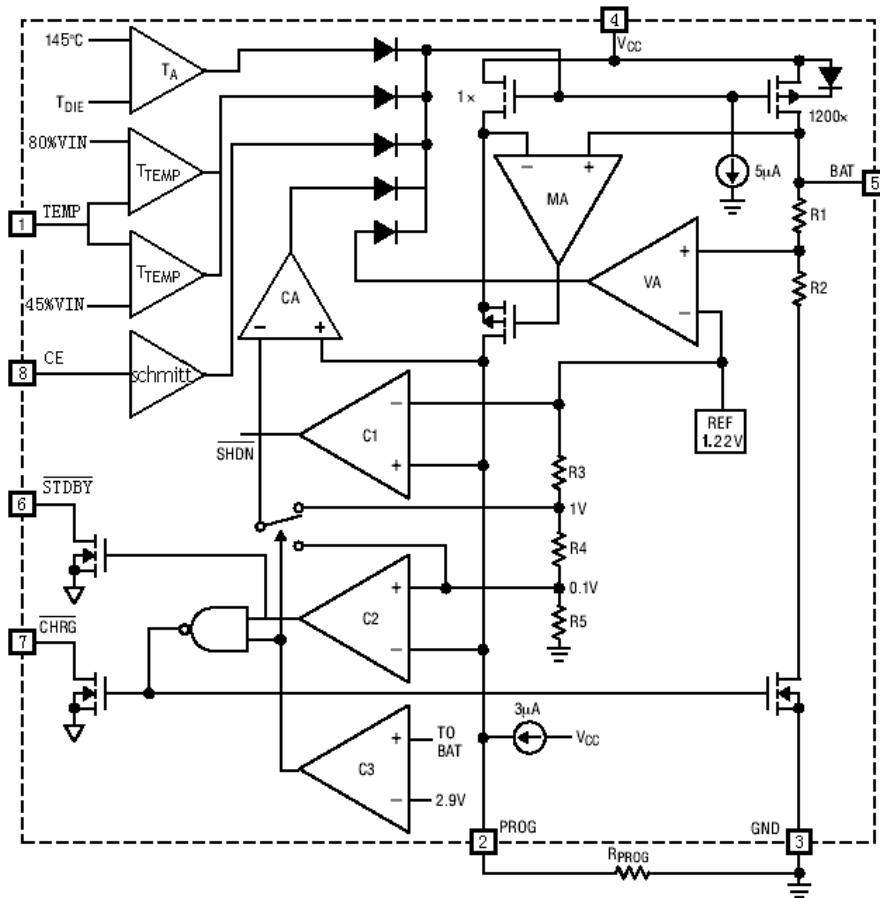 4
VCC
145°C
TA
TDIE
1×
1200×
80%VIN
TTEMP
− +
MA
5μA
BAT
5
1
TEMP
R1
TTEMP
+
VA
R2
45%VIN
CA
− +
−
8
CE
schmitt
REF
1.22V
−
C1
SHDN
+
R3
6
STDBY
1V
R4
+
0.1V
C2
R5
7
CHRG
−
3μA
VCC
+
TO
BAT
C3
−
2.9V
2
PROG
GND
3
RPROG